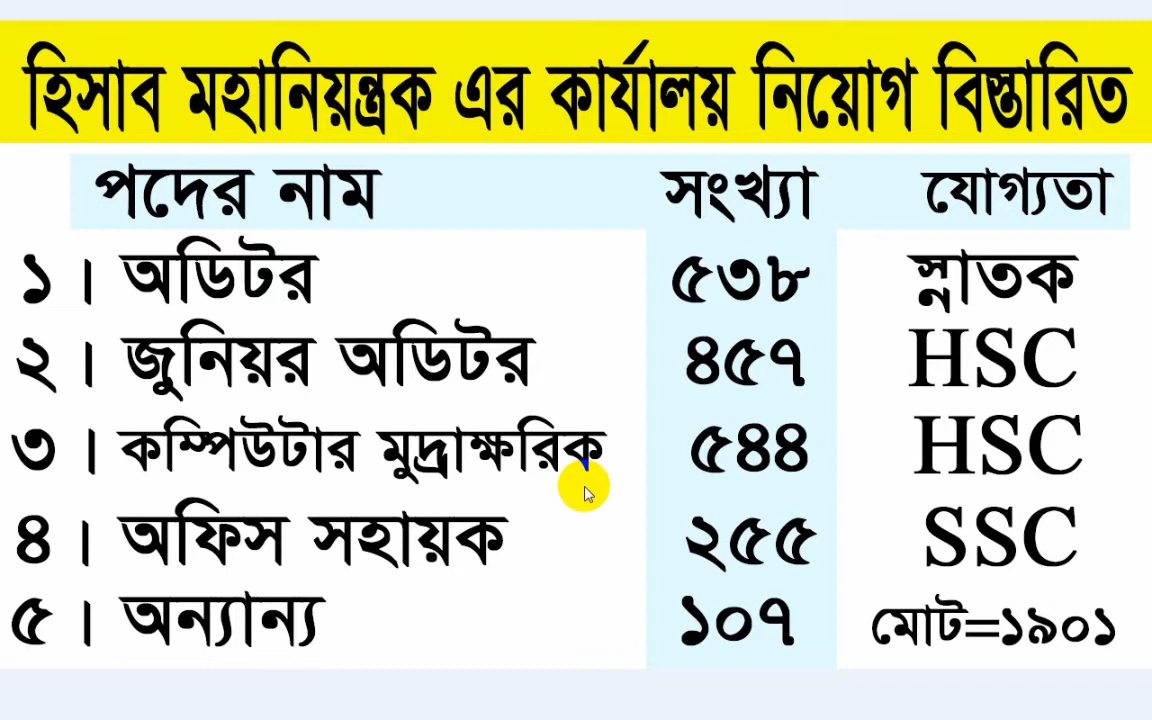 হিসাব মহানিয়ন্ত্রক এর কার্যালয় নিয়োগ বিস্তারিত
পদের নাম সংখ্যা যোগ্যতা
১। অডিটর ৫৩৮ স্নাতক
২। জুনিয়র অডিটর ৪৫৭ HSC
৩। কম্পিউটার মুদ্রাক্ষরিক ৫৪৪ HSC
৪। অফিস সহায়ক ২৫৫ SSC
৫। অন্যান্য ১০৭ মোট=১৯০১